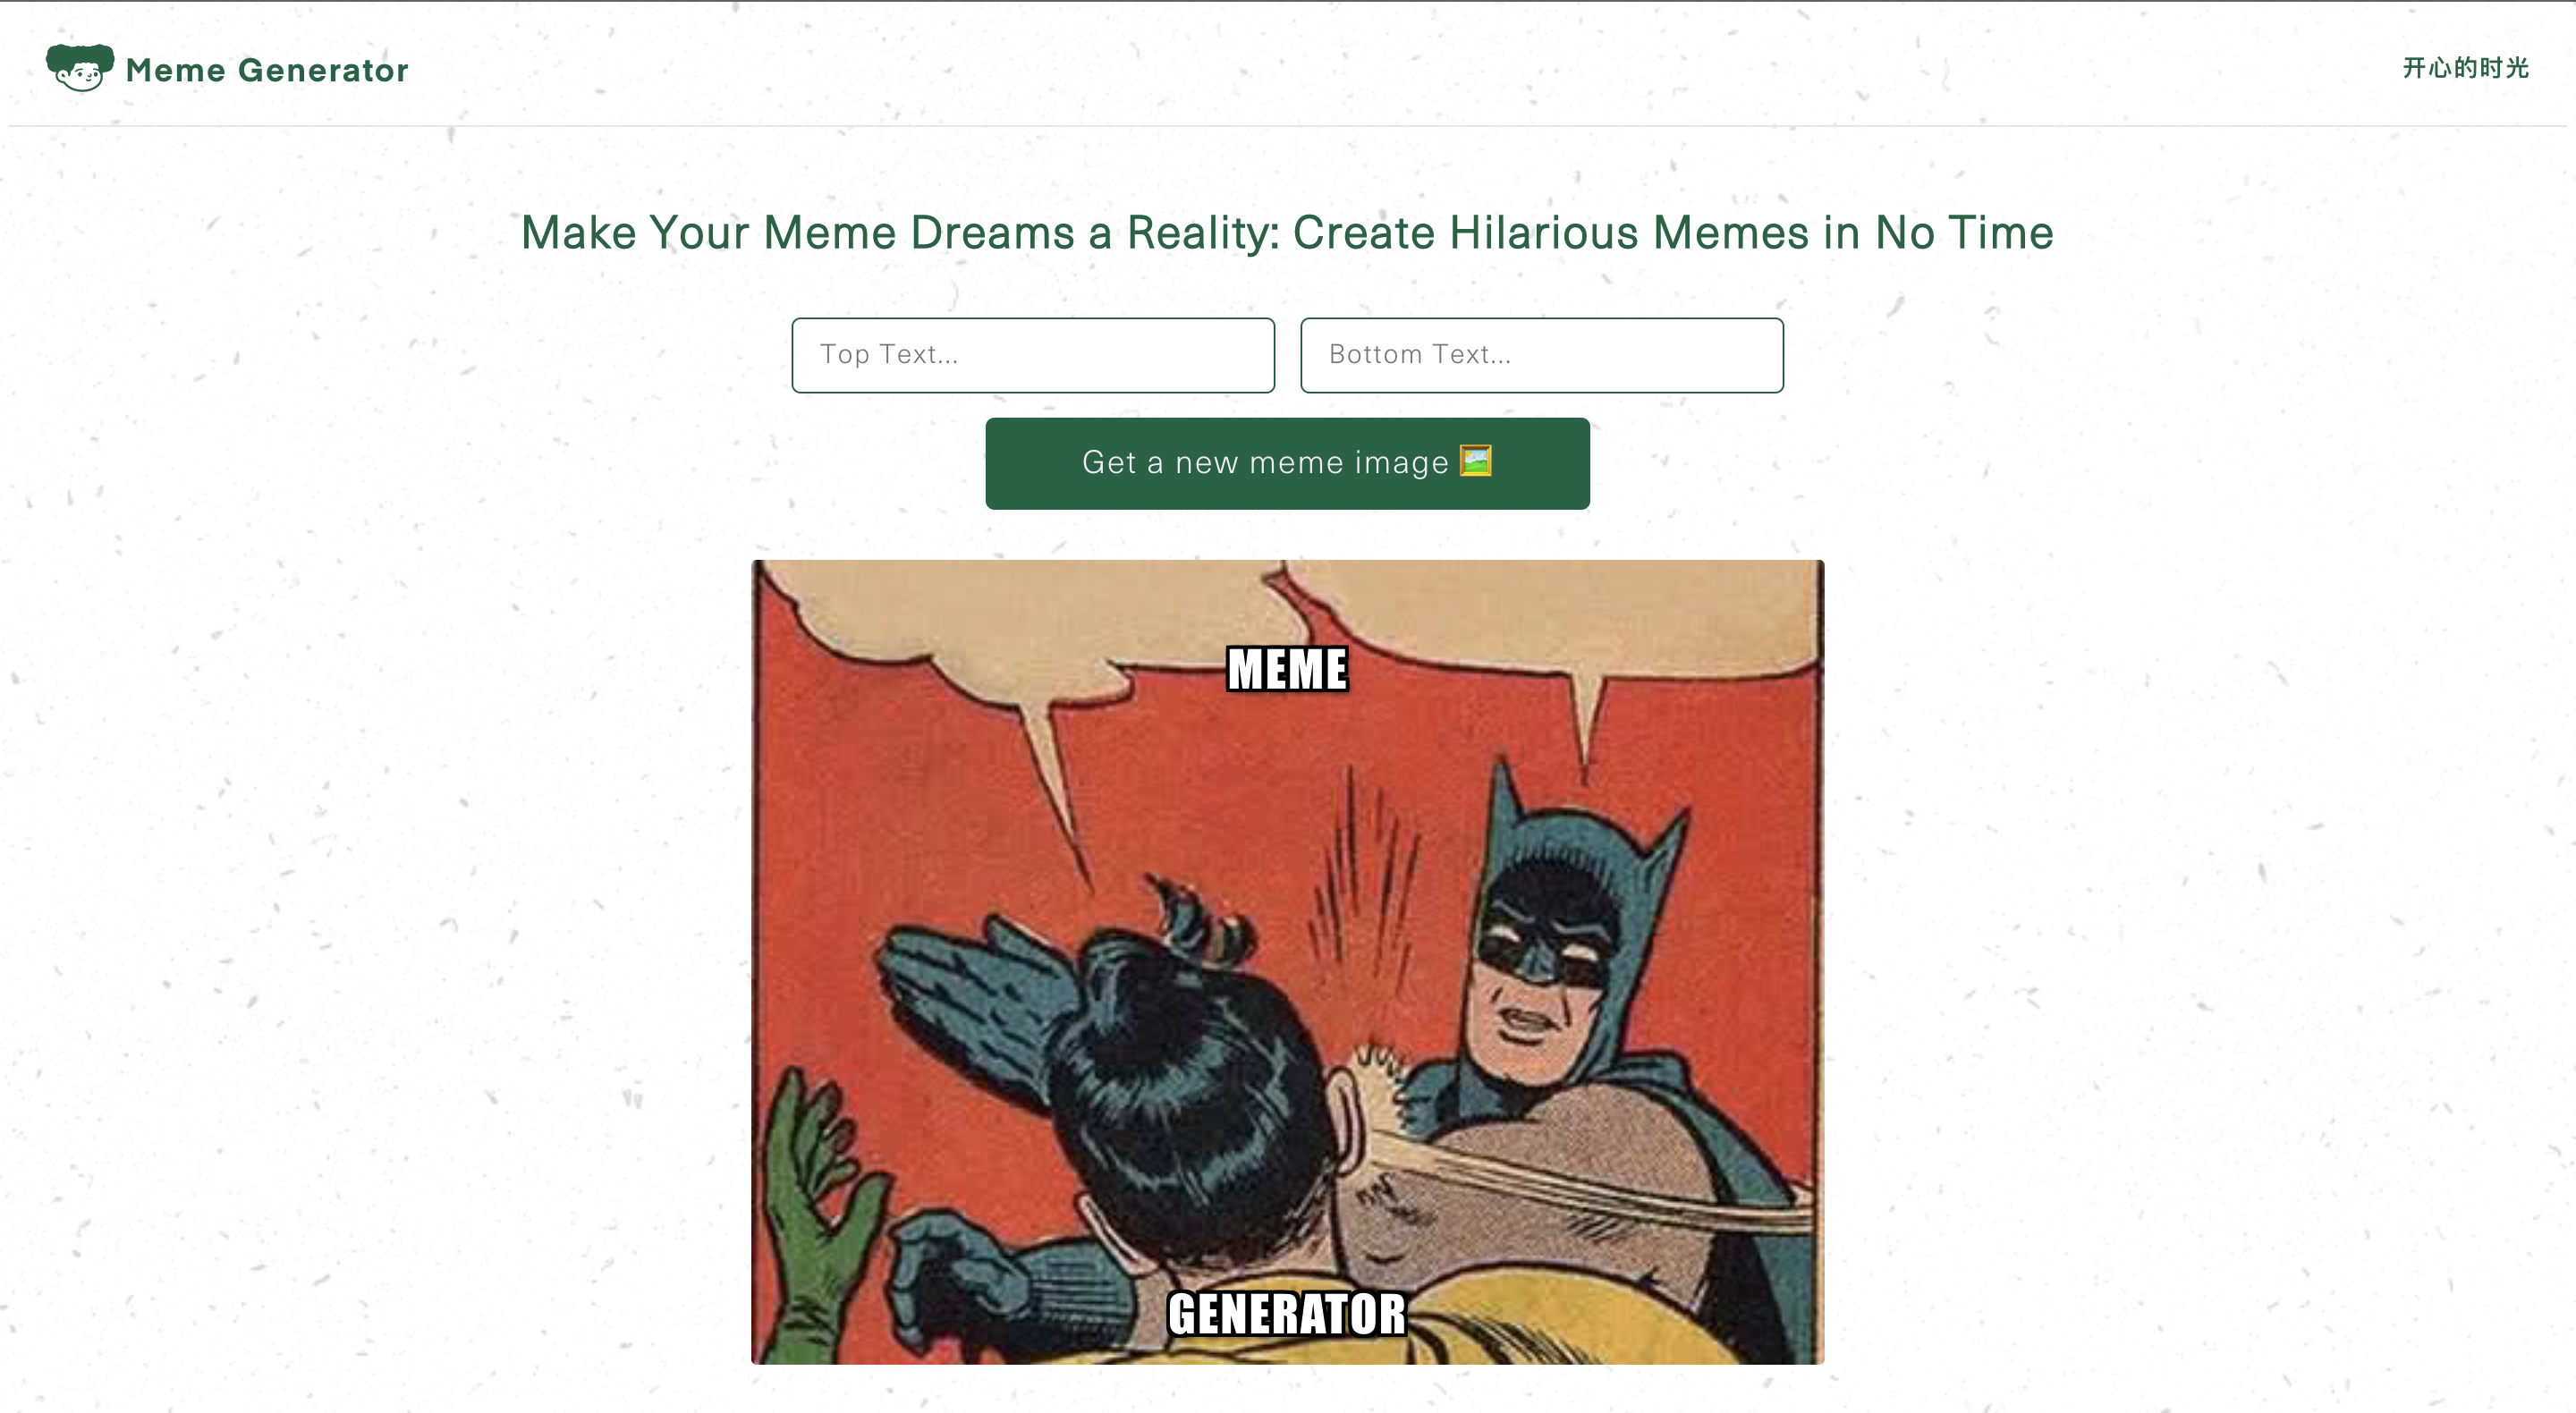 Meme Generator
开心的时光
Make Your Meme Dreams a Reality: Create Hilarious Memes in No Time
Top Text...
Bottom Text...
Get a new meme image
MEME
GENERATOR